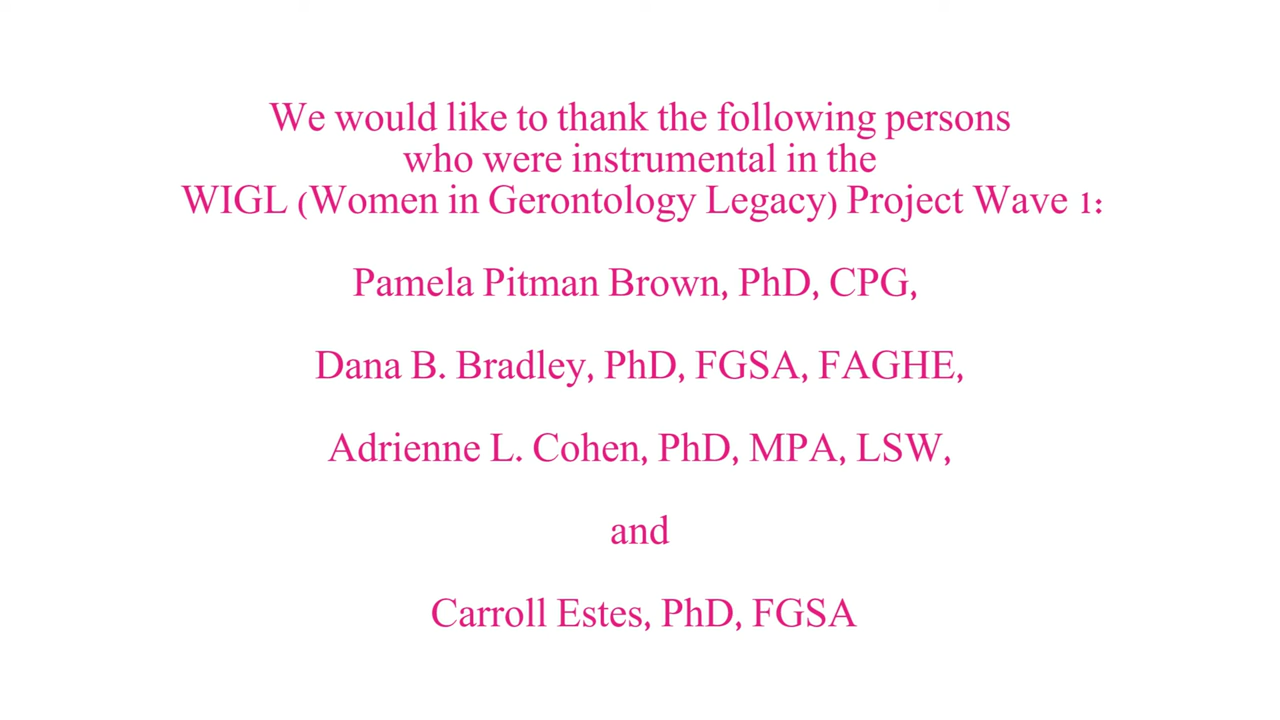 We would like to thank the following persons
who were instrumental in the
WIGL (Women in Gerontology Legacy) Project Wave 1:
Pamela Pitman Brown, PhD, CPG,
Dana B. Bradley, PhD, FGSA, FAGHE,
Adrienne L. Cohen, PhD, MPA, LSW,
and
Carroll Estes, PhD, FGSA